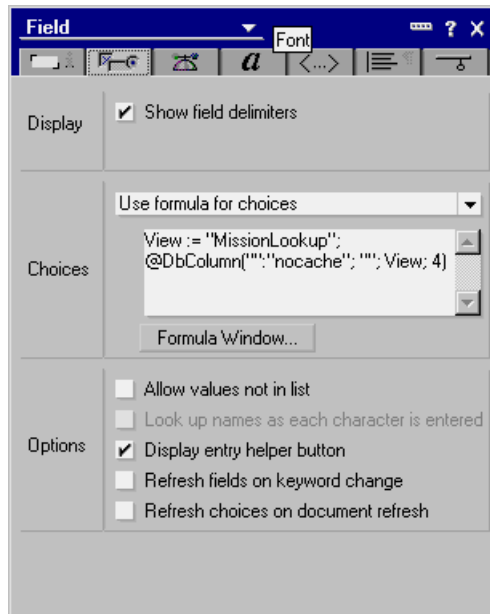 Field
? X
Font
a <...>
Display
Show field delimiters
Choices
Use formula for choices
View := "MissionLookup";
@DbColumn("":"nocache"; ""; View; 4)
Formula Window...
Options
Allow values not in list
Look up names as each character is entered
Display entry helper button
Refresh fields on keyword change
Refresh choices on document refresh